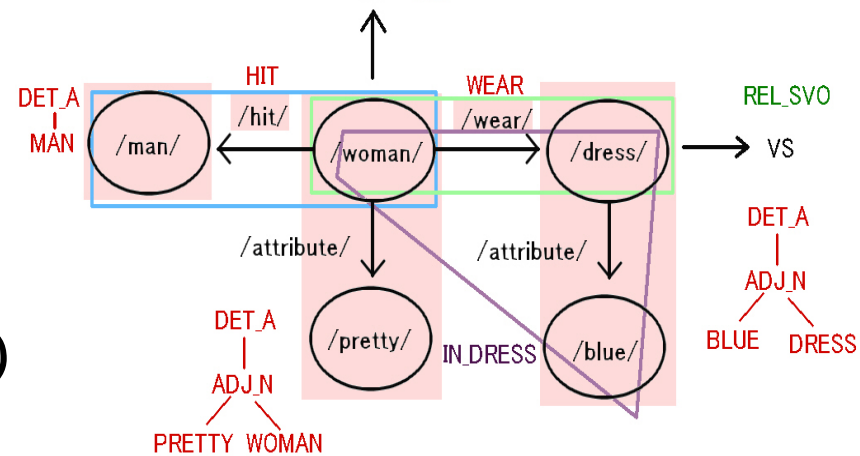 HIT
WEAR
DET_A
MAN
/hit/
/wear/
REL_SVO
/man/
/woman/
/dress/
VS
/attribute/
/attribute/
DET_A
ADJ_N
BLUE DRESS
DET_A
ADJ_N
PRETTY WOMAN
/pretty/
IN_DRESS
/blue/
)